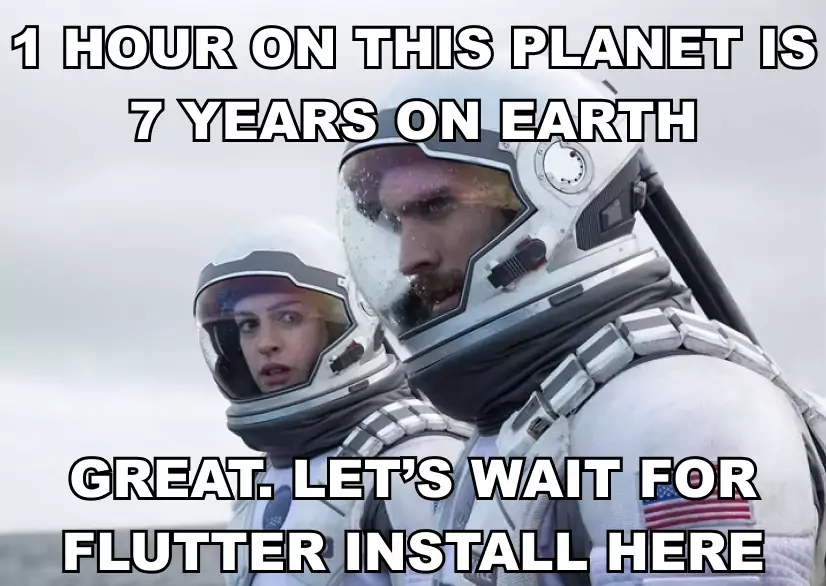 1 HOUR ON THIS PLANET IS
7 YEARS ON EARTH
GREAT. LET'S WAIT FOR
FLUTTER INSTALL HERE